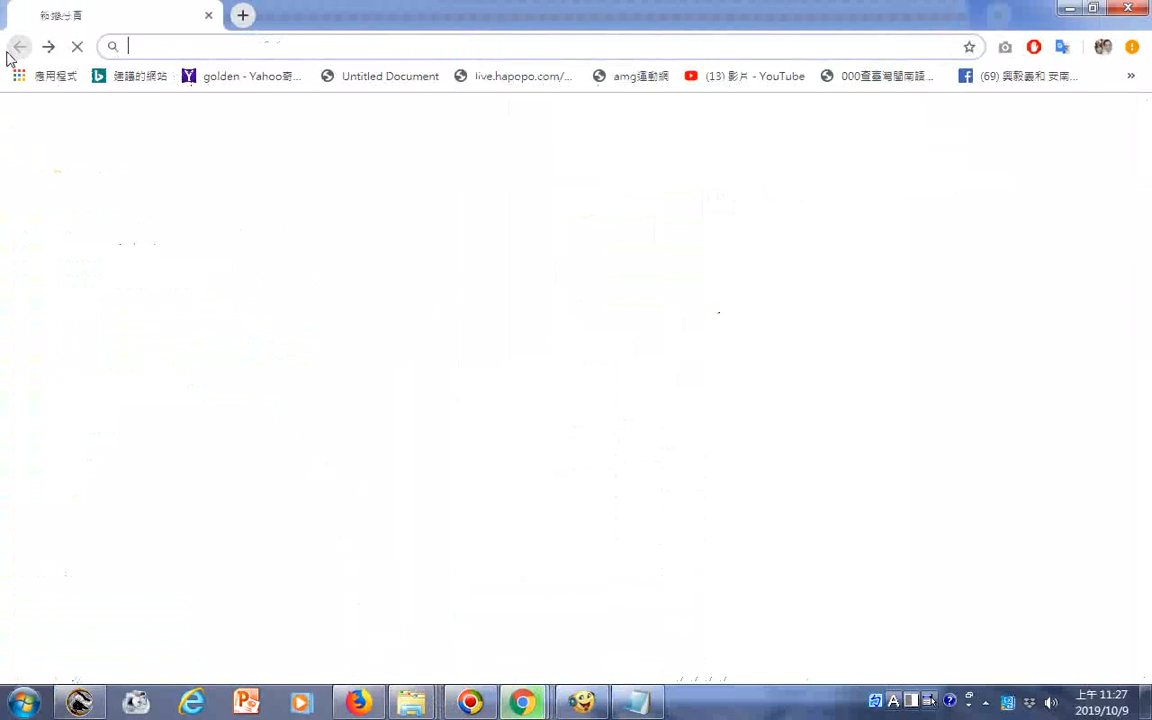 新增分頁
應用程式
建議的網站
golden - Yahoo奇...
Untitled Document
live.hapopo.com/...
amg運動網
(13) 影片 - YouTube
000查臺灣閩南語...
(69) 興毅義和 安南...
»
上午 11:27
2019/10/9